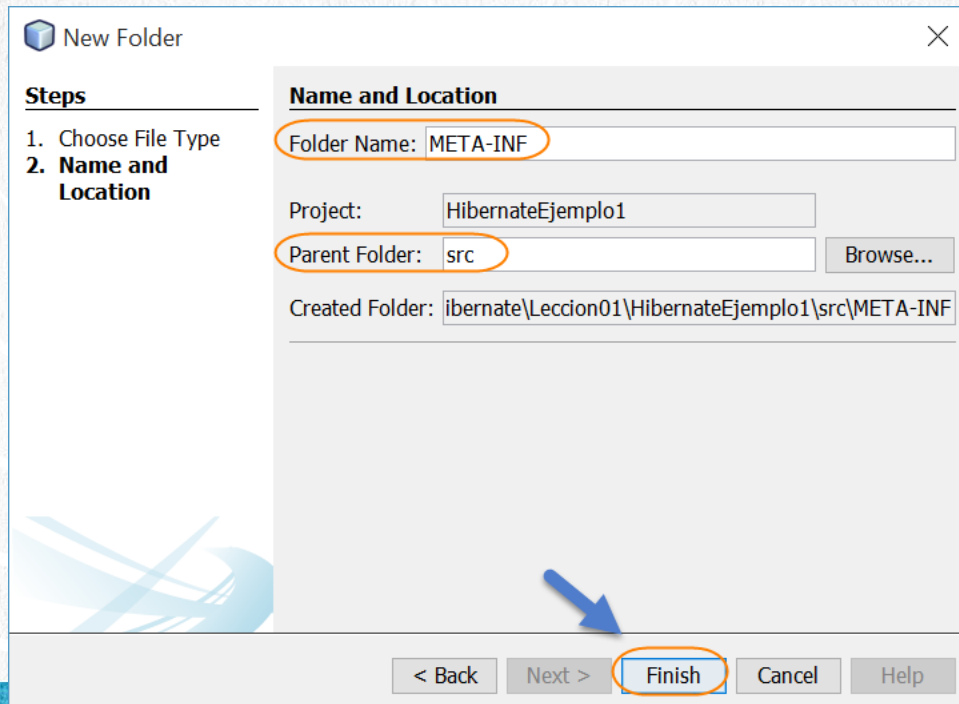 New Folder
Steps
1. Choose File Type
2. Name and
Location
Name and Location
Folder Name: META-INF
Project: HibernateEjemplo1
Parent Folder: src Browse...
Created Folder: ibernate\Leccion01\HibernateEjemplo1\src\META-INF
< Back Next > Finish Cancel Help